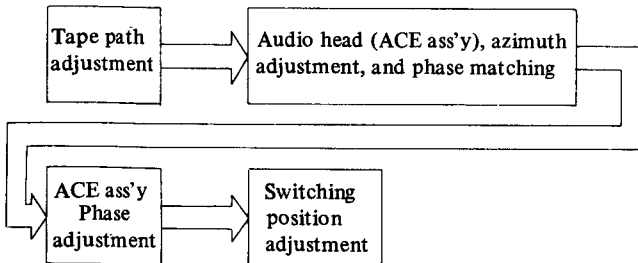 Tape path
adjustment
Audio head (ACE ass'y), azimuth
adjustment, and phase matching
ACE ass'y
Phase
adjustment
Switching
position
adjustment